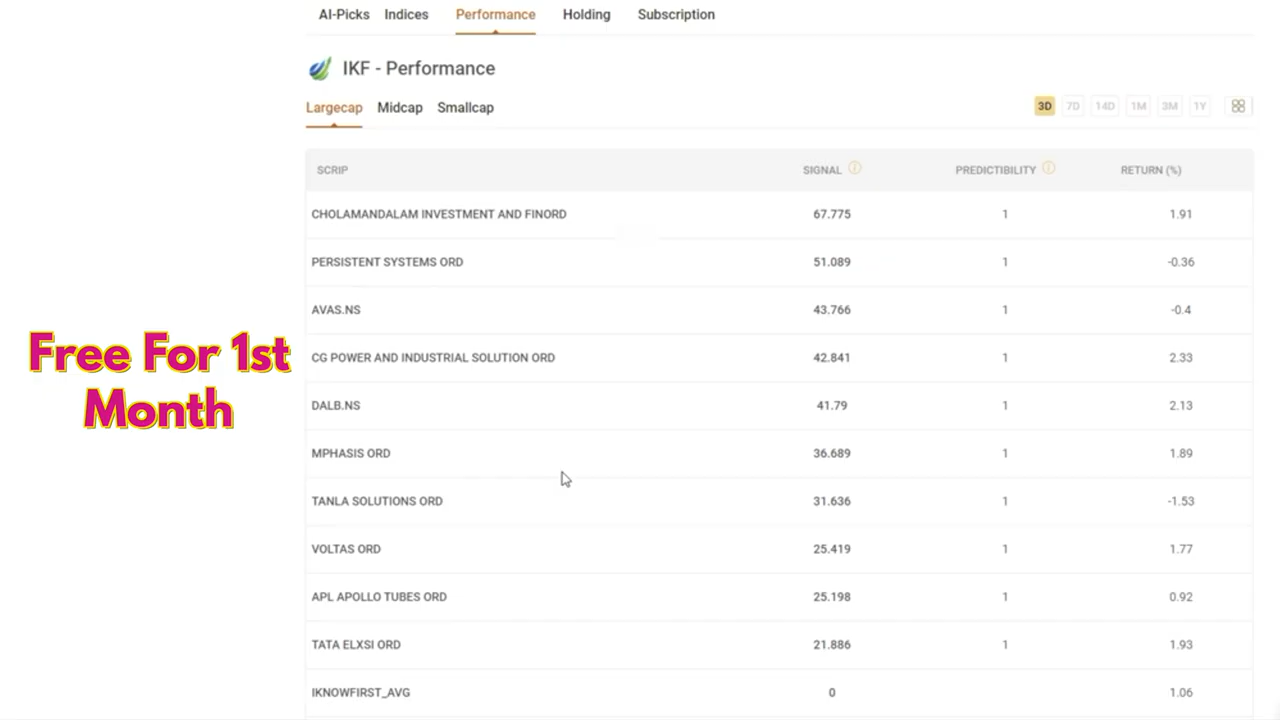 AI-Picks Indices Performance Holding Subscription
IKF - Performance
Largecap Midcap Smallcap 3D 7D 14D 1M 3M 1Y
SCRIP SIGNAL PREDICTIBILITY RETURN (%)
CHOLAMANDALAM INVESTMENT AND FINORD 67.775 1 1.91
PERSISTENT SYSTEMS ORD 51.089 1 -0.36
AVAS.NS 43.766 1 -0.4
CG POWER AND INDUSTRIAL SOLUTION ORD 42.841 1 2.33
DALB.NS 41.79 1 2.13
MPHASIS ORD 36.689 1 1.89
TANLA SOLUTIONS ORD 31.636 1 -1.53
VOLTAS ORD 25.419 1 1.77
APL APOLLO TUBES ORD 25.198 1 0.92
TATA ELXSI ORD 21.886 1 1.93
IKNOWFIRST_AVG 0 1.06
Free For 1st
Month